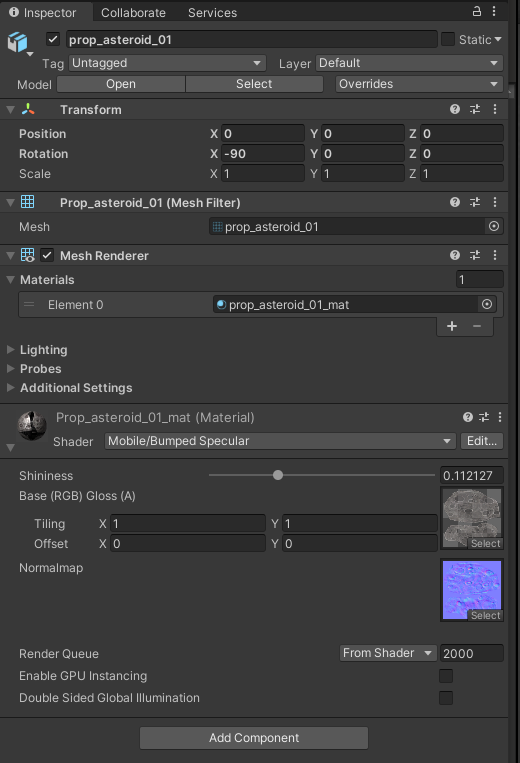 Inspector Collaborate Services
prop_asteroid_01 Static
Tag Untagged Layer Default
Model Open Select Overrides
Transform
Position X 0 Y 0 Z 0
Rotation X -90 Y 0 Z 0
Scale X 1 Y 1 Z 1
Prop_asteroid_01 (Mesh Filter)
Mesh prop_asteroid_01
Mesh Renderer
Materials 1
Element 0 prop_asteroid_01_mat
Lighting
Probes
Additional Settings
Prop_asteroid_01_mat (Material)
Shader Mobile/Bumped Specular Edit...
Shininess 0.112127
Base (RGB) Gloss (A)
Tiling X 1 Y 1
Offset X 0 Y 0
Select
Normalmap
Select
Render Queue From Shader 2000
Enable GPU Instancing
Double Sided Global Illumination
Add Component